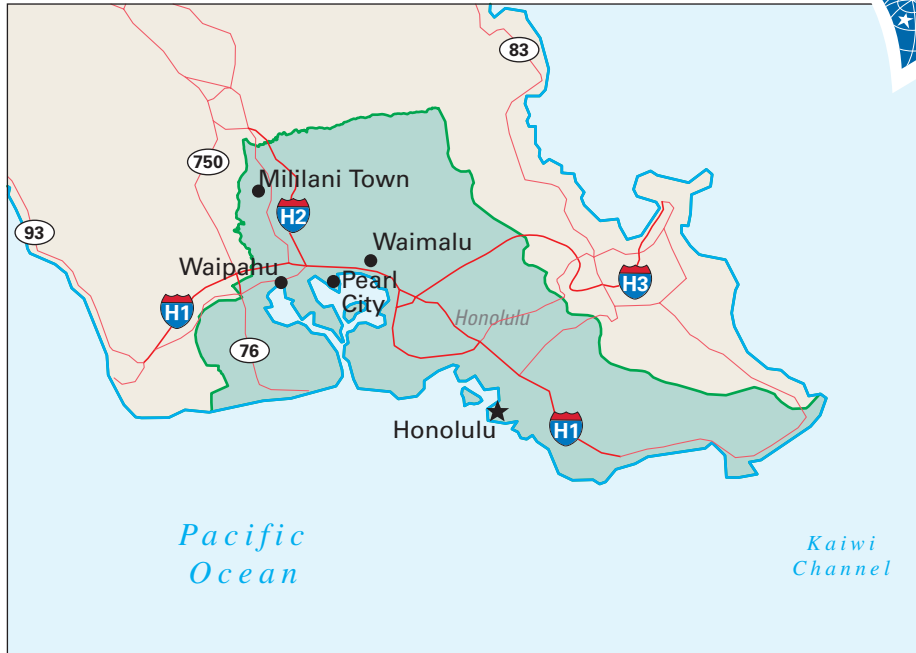 83
750
Mililani Town
H2
93
Waimalu
Waipahu
Pearl
City
H3
H1
Honolulu
76
Honolulu
H1
Pacific
Ocean
Kaiwi
Channel